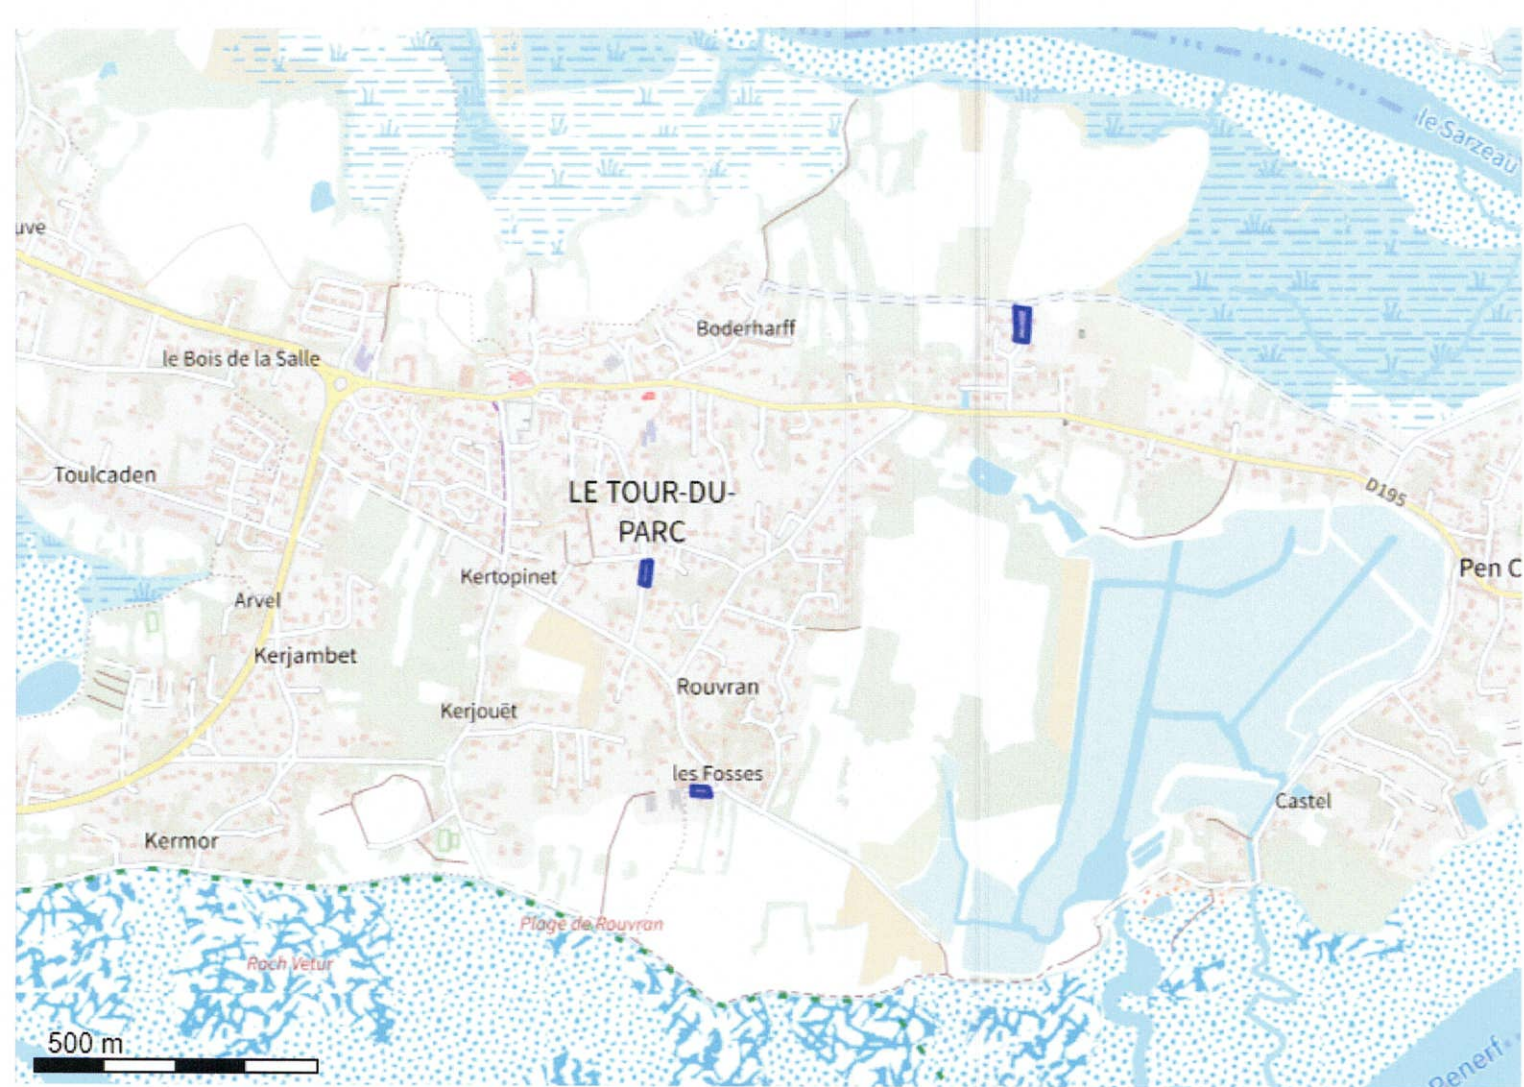 le Sarzeau
uve
Boderharff
le Bois de la Salle
Toulcaden
LE TOUR-DU-
PARC
D195
Kertopinet
Pen C
Arvel
Kerjambet
Rouvran
Kerjouët
les Fosses
Castel
Kermor
Plage de Rouvran
Roch Vetur
500 m
Penerf